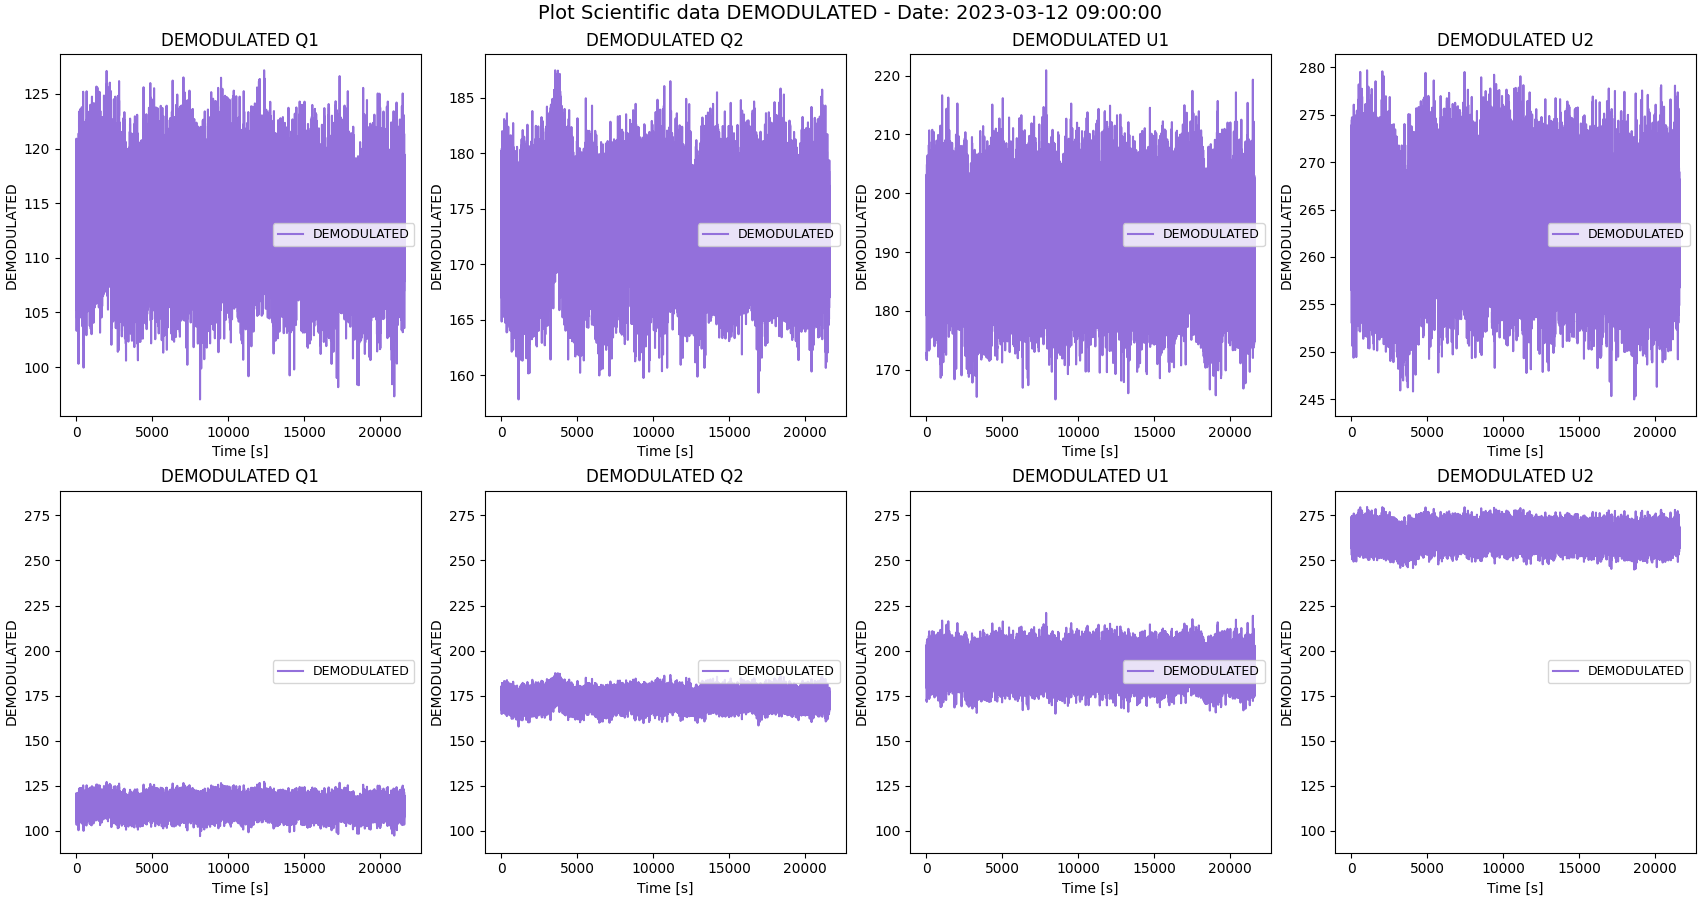 Plot Scientific data DEMODULATED - Date: 2023-03-12 09:00:00
DEMODULATED Q1
DEMODULATED
125
120
115
110
105
100
DEMODULATED
0 5000 10000 15000 20000
Time [s]
DEMODULATED Q2
DEMODULATED
185
180
175
170
165
160
DEMODULATED
0 5000 10000 15000 20000
Time [s]
DEMODULATED U1
DEMODULATED
220
210
200
190
180
170
DEMODULATED
0 5000 10000 15000 20000
Time [s]
DEMODULATED U2
DEMODULATED
280
275
270
265
260
255
250
245
DEMODULATED
0 5000 10000 15000 20000
Time [s]
DEMODULATED Q1
DEMODULATED
275
250
225
200
175
150
125
100
DEMODULATED
0 5000 10000 15000 20000
Time [s]
DEMODULATED Q2
DEMODULATED
275
250
225
200
175
150
125
100
DEMODULATED
0 5000 10000 15000 20000
Time [s]
DEMODULATED U1
DEMODULATED
275
250
225
200
175
150
125
100
DEMODULATED
0 5000 10000 15000 20000
Time [s]
DEMODULATED U2
DEMODULATED
275
250
225
200
175
150
125
100
DEMODULATED
0 5000 10000 15000 20000
Time [s]